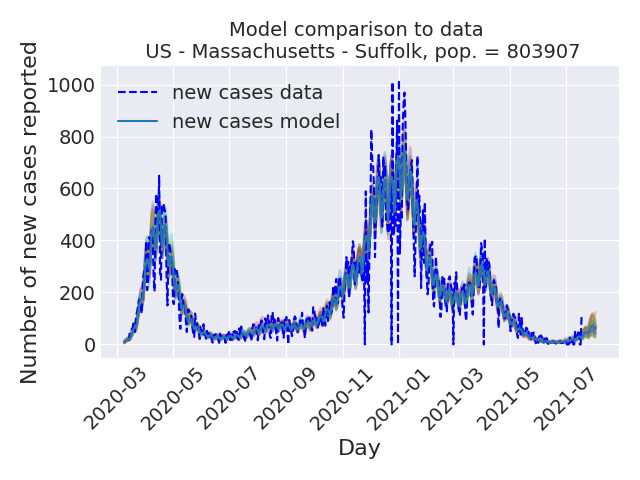 Model comparison to data
US - Massachusetts - Suffolk, pop. = 803907
Number of new cases reported
1000
800
600
400
200
0
new cases data
new cases model
2020-03
2020-05
2020-07
2020-09
2020-11
2021-01
2021-03
2021-05
2021-07
Day